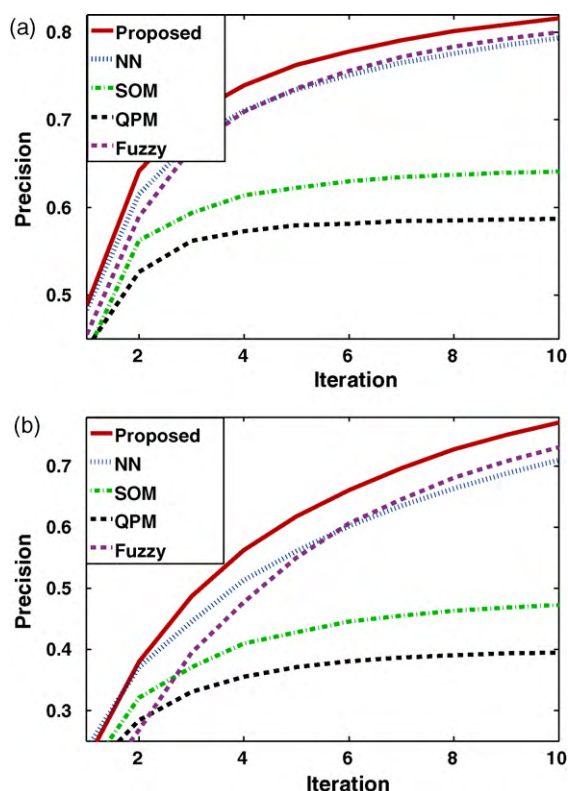 (a)
Proposed
NN
SOM
QPM
Fuzzy
Precision
0.8
0.7
0.6
0.5
2 4 6 8 10
Iteration
(b)
Proposed
NN
SOM
QPM
Fuzzy
Precision
0.7
0.6
0.5
0.4
0.3
2 4 6 8 10
Iteration